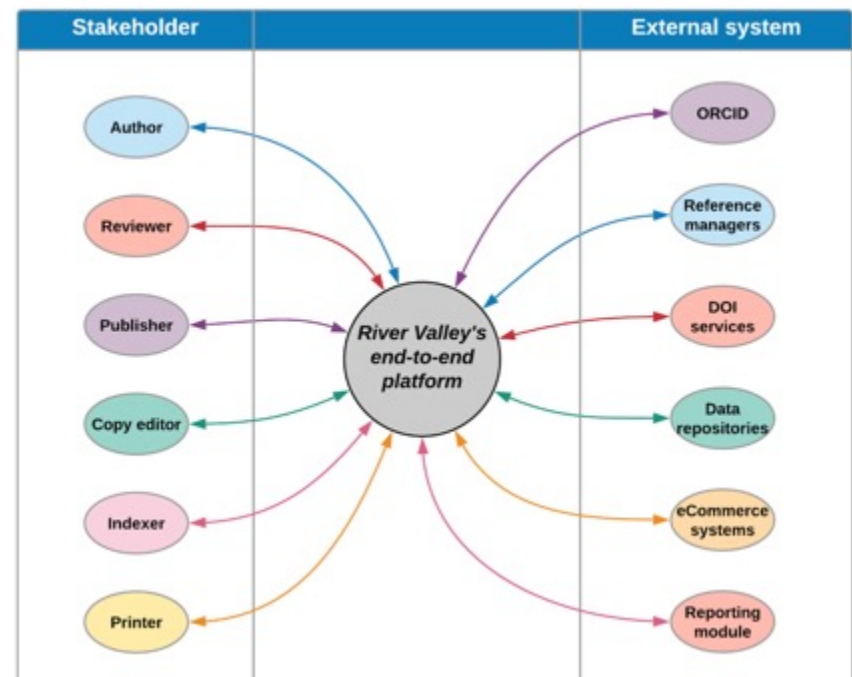 Stakeholder
External system
Author
Reviewer
Publisher
Copy editor
Indexer
Printer
River Valley's
end-to-end
platform
ORCID
Reference
managers
DOI
services
Data
repositories
eCommerce
systems
Reporting
module